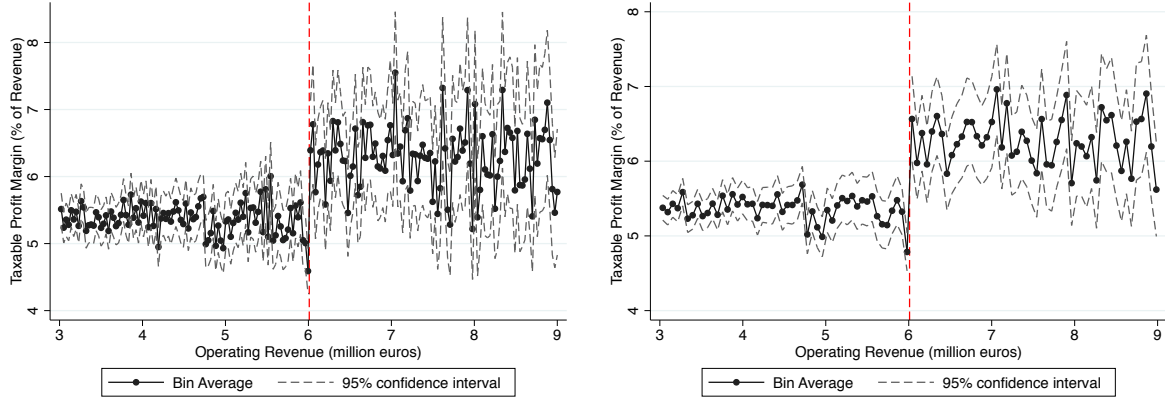 Taxable Profit Margin (% of Revenue)
8
7
6
5
4
3 4 5 6 7 8 9
Operating Revenue (million euros)
Bin Average 95% confidence interval
Taxable Profit Margin (% of Revenue)
8
7
6
5
4
3 4 5 6 7 8 9
Operating Revenue (million euros)
Bin Average 95% confidence interval